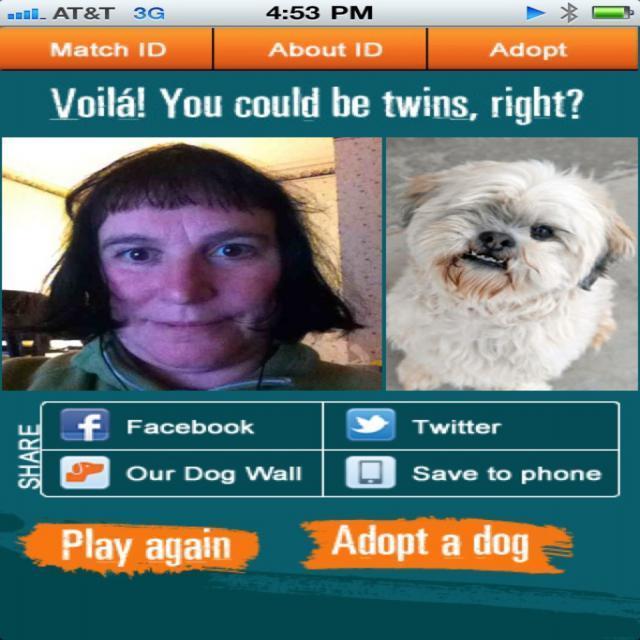 AT&T 3G 4:53 PM
Match ID About ID Adopt
Voilá! You could be twins, right?
SHARE
Facebook Twitter
Our Dog Wall Save to phone
Play again Adopt a dog